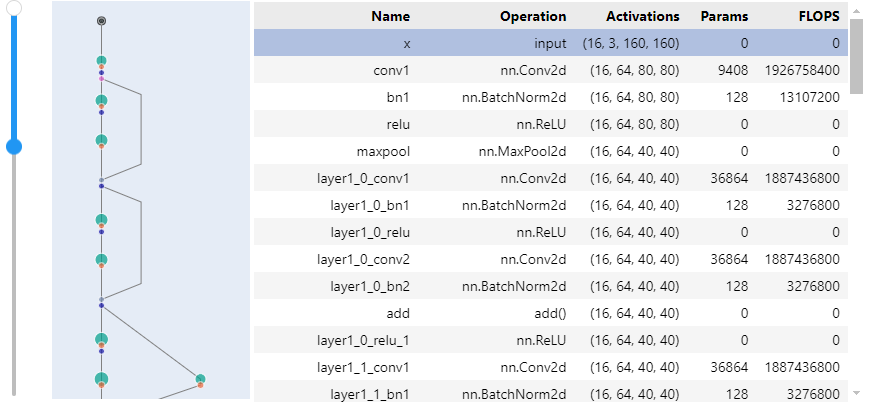 Name Operation Activations Params FLOPS
x input (16, 3, 160, 160) 0 0
conv1 nn.Conv2d (16, 64, 80, 80) 9408 1926758400
bn1 nn.BatchNorm2d (16, 64, 80, 80) 128 13107200
relu nn.ReLU (16, 64, 80, 80) 0 0
maxpool nn.MaxPool2d (16, 64, 40, 40) 0 0
layer1_0_conv1 nn.Conv2d (16, 64, 40, 40) 36864 1887436800
layer1_0_bn1 nn.BatchNorm2d (16, 64, 40, 40) 128 3276800
layer1_0_relu nn.ReLU (16, 64, 40, 40) 0 0
layer1_0_conv2 nn.Conv2d (16, 64, 40, 40) 36864 1887436800
layer1_0_bn2 nn.BatchNorm2d (16, 64, 40, 40) 128 3276800
add add() (16, 64, 40, 40) 0 0
layer1_0_relu_1 nn.ReLU (16, 64, 40, 40) 0 0
layer1_1_conv1 nn.Conv2d (16, 64, 40, 40) 36864 1887436800
layer1_1_bn1 nn.BatchNorm2d (16, 64, 40, 40) 128 3276800